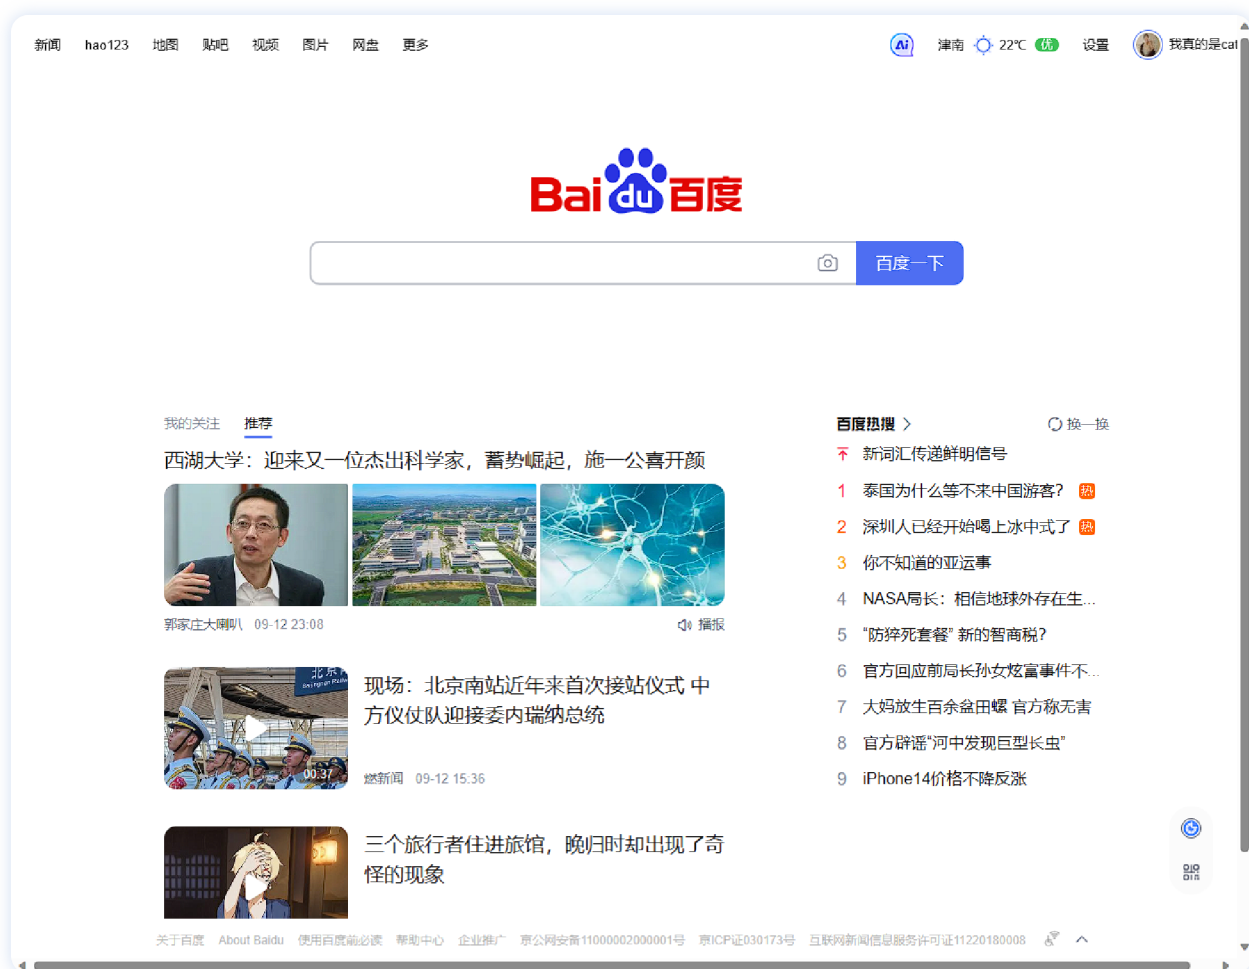 新闻 hao123 地图 贴吧 视频 图片 网盘 更多
Ai 津南 22℃ 优 设置 我真的是cat
Bai du 百度
百度一下
我的关注 推荐
西湖大学：迎来又一位杰出科学家，蓄势崛起，施一公喜开颜
郭家庄大喇叭 09-12 23:08 播报
北京南
Beijingnan Railway
现场：北京南站近年来首次接站仪式 中
方仪仗队迎接委内瑞纳总统
00:37
燃新闻 09-12 15:36
三个旅行者住进旅馆，晚归时却出现了奇
怪的现象
百度热搜 换一换
新词汇传递鲜明信号
1 泰国为什么等不来中国游客？ 热
2 深圳人已经开始喝上冰中式了 热
3 你不知道的亚运事
4 NASA局长：相信地球外存在生...
5 “防猝死套餐” 新的智商税？
6 官方回应前局长孙女炫富事件不...
7 大妈放生百余盆田螺 官方称无害
8 官方辟谣“河中发现巨型长虫”
9 iPhone14价格不降反涨
关于百度 About Baidu 使用百度前必读 帮助中心 企业推广 京公网安备11000002000001号 京ICP证030173号 互联网新闻信息服务许可证11220180008